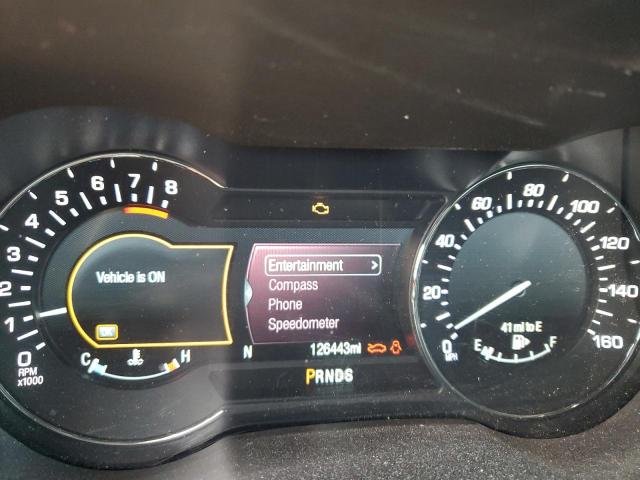 8
7
6
5
4
3
2
1
0
RPM
x1000
Vehicle is ON
OK
C H
Entertainment >
Compass
Phone
Speedometer
N 126443mi
PRNDS
0
20
40
60
80
100
120
140
160
MPH
41 mi to E
E F